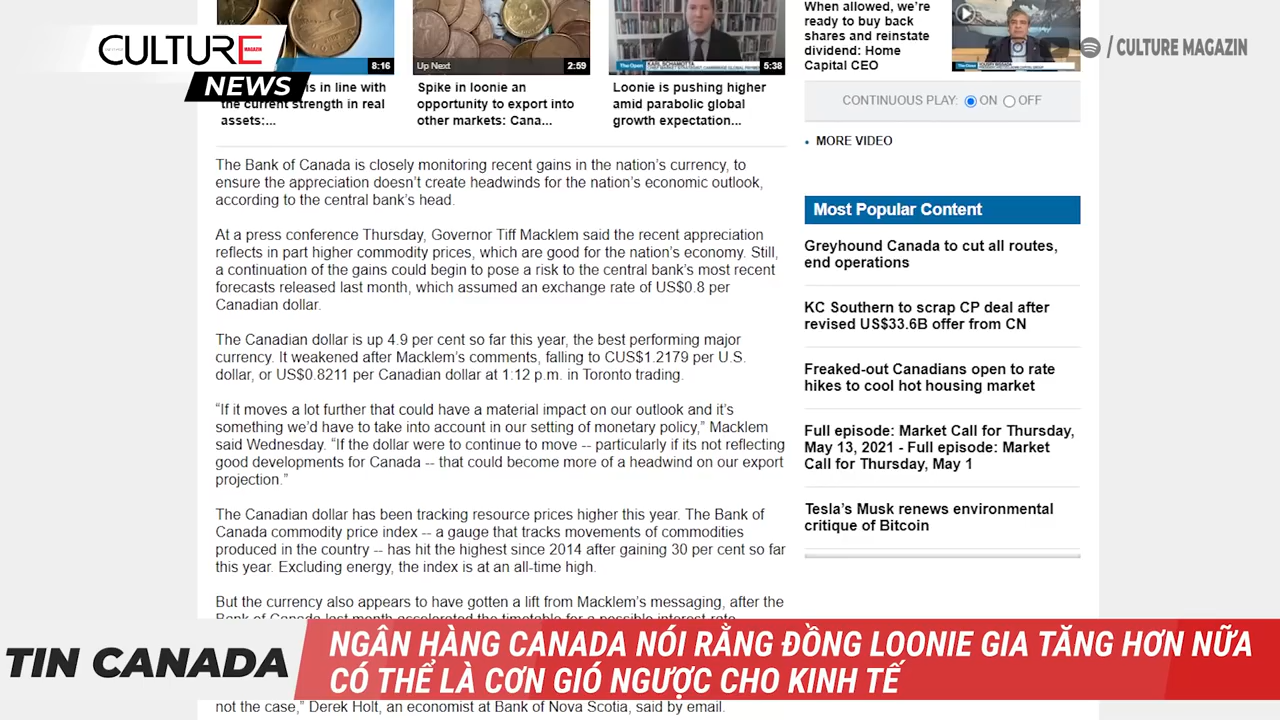 CULTURE
MAGAZIN
NEWS
/ CULTURE MAGAZIN
8:16
Up Next
2:59
The Open
KARL SCHAMOTTA
5:38
is in line with
the current strength in real
assets:...
Spike in loonie an
opportunity to export into
other markets: Cana...
Loonie is pushing higher
amid parabolic global
growth expectation...
When allowed, we're
ready to buy back
shares and reinstate
dividend: Home
Capital CEO
CONTINUOUS PLAY: ON OFF
• MORE VIDEO
The Bank of Canada is closely monitoring recent gains in the nation's currency, to
ensure the appreciation doesn't create headwinds for the nation's economic outlook,
according to the central bank's head.
At a press conference Thursday, Governor Tiff Macklem said the recent appreciation
reflects in part higher commodity prices, which are good for the nation's economy. Still,
a continuation of the gains could begin to pose a risk to the central bank's most recent
forecasts released last month, which assumed an exchange rate of US$0.8 per
Canadian dollar.
The Canadian dollar is up 4.9 per cent so far this year, the best performing major
currency. It weakened after Macklem's comments, falling to CUS$1.2179 per U.S.
dollar, or US$0.8211 per Canadian dollar at 1:12 p.m. in Toronto trading.
“If it moves a lot further that could have a material impact on our outlook and it's
something we'd have to take into account in our setting of monetary policy,” Macklem
said Wednesday. “If the dollar were to continue to move -- particularly if its not reflecting
good developments for Canada -- that could become more of a headwind on our export
projection.”
The Canadian dollar has been tracking resource prices higher this year. The Bank of
Canada commodity price index -- a gauge that tracks movements of commodities
produced in the country -- has hit the highest since 2014 after gaining 30 per cent so far
this year. Excluding energy, the index is at an all-time high.
But the currency also appears to have gotten a lift from Macklem's messaging, after the
Bank of Canada last month accelerated the timetable for a possible interest-rate
not the case,” Derek Holt, an economist at Bank of Nova Scotia, said by email.
Most Popular Content
Greyhound Canada to cut all routes,
end operations
KC Southern to scrap CP deal after
revised US$33.6B offer from CN
Freaked-out Canadians open to rate
hikes to cool hot housing market
Full episode: Market Call for Thursday,
May 13, 2021 - Full episode: Market
Call for Thursday, May 1
Tesla's Musk renews environmental
critique of Bitcoin
TIN CANADA
NGÂN HÀNG CANADA NÓI RẰNG ĐỒNG LOONIE GIA TĂNG HƠN NỮA
CÓ THỂ LÀ CƠN GIÓ NGƯỢC CHO KINH TẾ